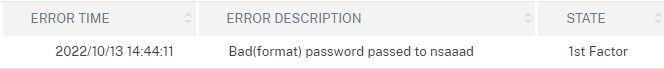 ERROR TIME ERROR DESCRIPTION STATE
2022/10/13 14:44:11 Bad(format) password passed to nsaaad 1st Factor